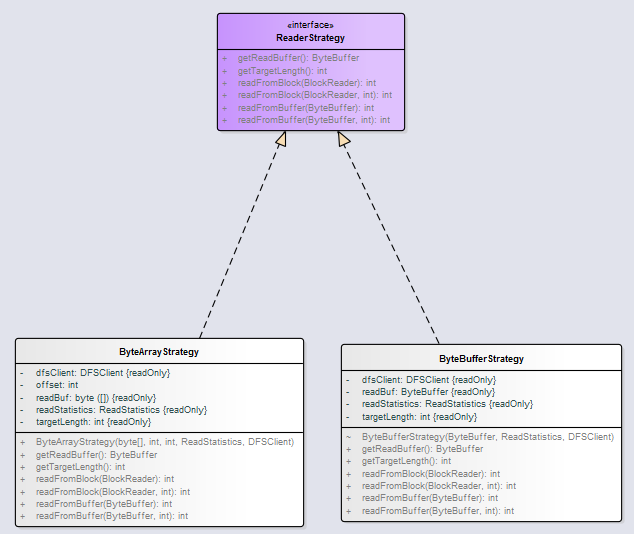 «interface»
ReaderStrategy
+ getReadBuffer(): ByteBuffer
+ getTargetLength(): int
+ readFromBlock(BlockReader): int
+ readFromBlock(BlockReader, int): int
+ readFromBuffer(ByteBuffer): int
+ readFromBuffer(ByteBuffer, int): int
ByteArrayStrategy
- dfsClient: DFSClient {readOnly}
- offset: int
- readBuf: byte ([]) {readOnly}
- readStatistics: ReadStatistics {readOnly}
- targetLength: int {readOnly}
+ ByteArrayStrategy(byte[], int, int, ReadStatistics, DFSClient)
+ getReadBuffer(): ByteBuffer
+ getTargetLength(): int
+ readFromBlock(BlockReader): int
+ readFromBlock(BlockReader, int): int
+ readFromBuffer(ByteBuffer): int
+ readFromBuffer(ByteBuffer, int): int
ByteBufferStrategy
- dfsClient: DFSClient {readOnly}
- readBuf: ByteBuffer {readOnly}
- readStatistics: ReadStatistics {readOnly}
- targetLength: int {readOnly}
~ ByteBufferStrategy(ByteBuffer, ReadStatistics, DFSClient)
+ getReadBuffer(): ByteBuffer
+ getTargetLength(): int
+ readFromBlock(BlockReader): int
+ readFromBlock(BlockReader, int): int
+ readFromBuffer(ByteBuffer): int
+ readFromBuffer(ByteBuffer, int): int